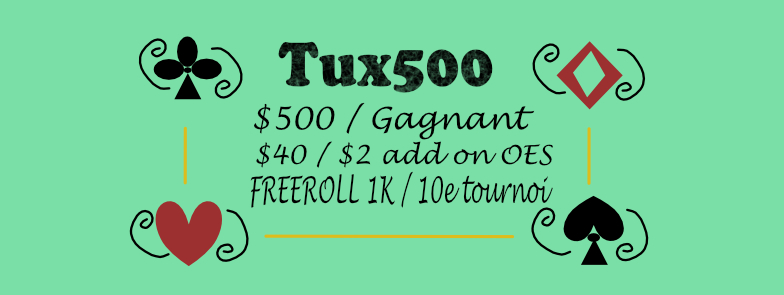 Tux500
$500 / Gagnant
$40 / $2 add on OES
FREEROLL 1K / 10e tournoi